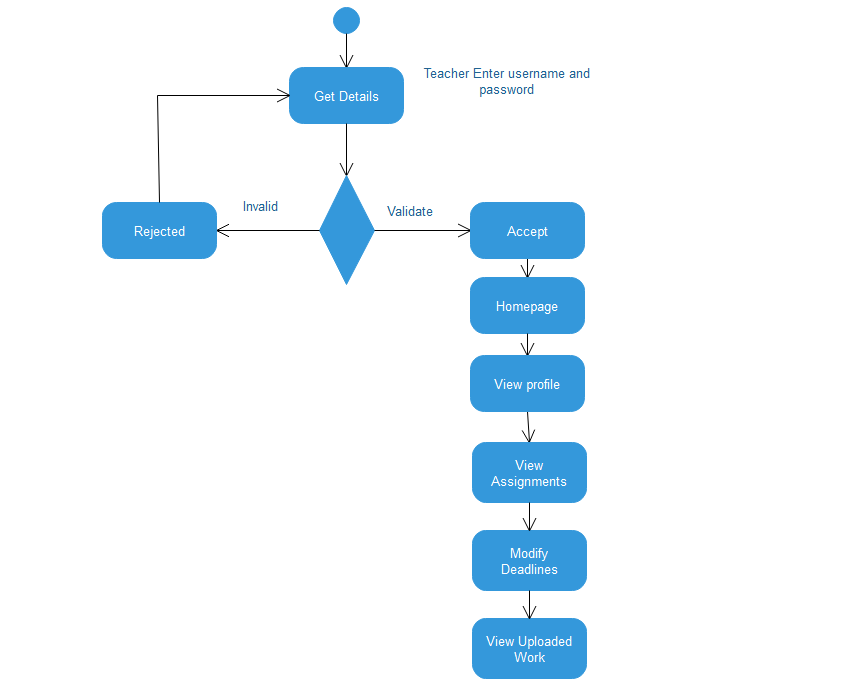 Teacher Enter username and
password
Get Details
Invalid
Validate
Rejected
Accept
Homepage
View profile
View
Assignments
Modify
Deadlines
View Uploaded
Work